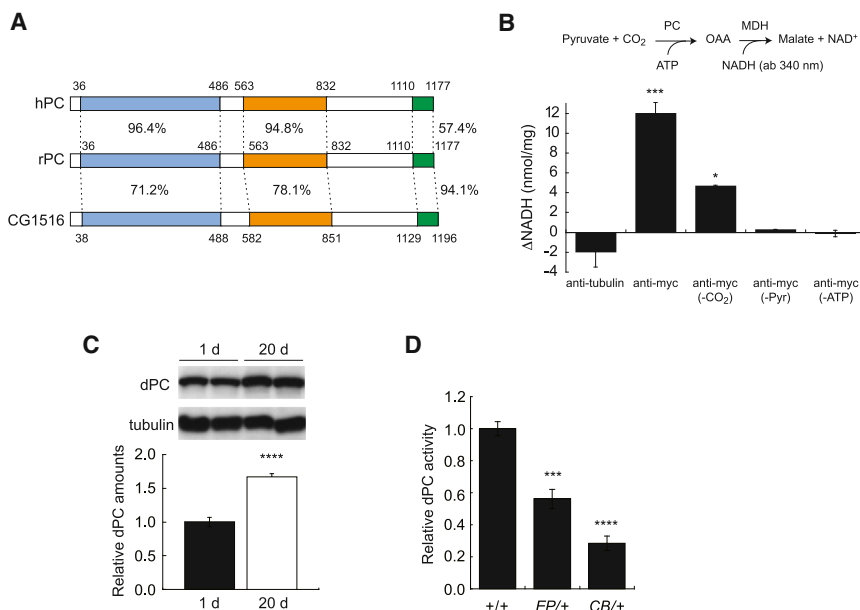 A
36 486 563 832 1110 1177
hPC
96.4% 94.8% 57.4%
36 486 563 832 1110 1177
rPC
71.2% 78.1% 94.1%
CG1516
38 488 582 851 1129 1196
B
PC MDH
Pyruvate + CO₂ OAA Malate + NAD⁺
ATP NADH (ab 340 nm)
ΔNADH (nmol/mg)
12
10
8
6
4
2
0
-2
-4
***
*
anti-tubulin anti-myc anti-myc anti-myc anti-myc
(-CO₂) (-Pyr) (-ATP)
C
1 d 20 d
dPC
tubulin
Relative dPC amounts
2.0
1.5
1.0
0.5
0.0
****
1 d 20 d
D
Relative dPC activity
1.2
1.0
0.8
0.6
0.4
0.2
0.0
***
****
+/+ EP/+ CB/+